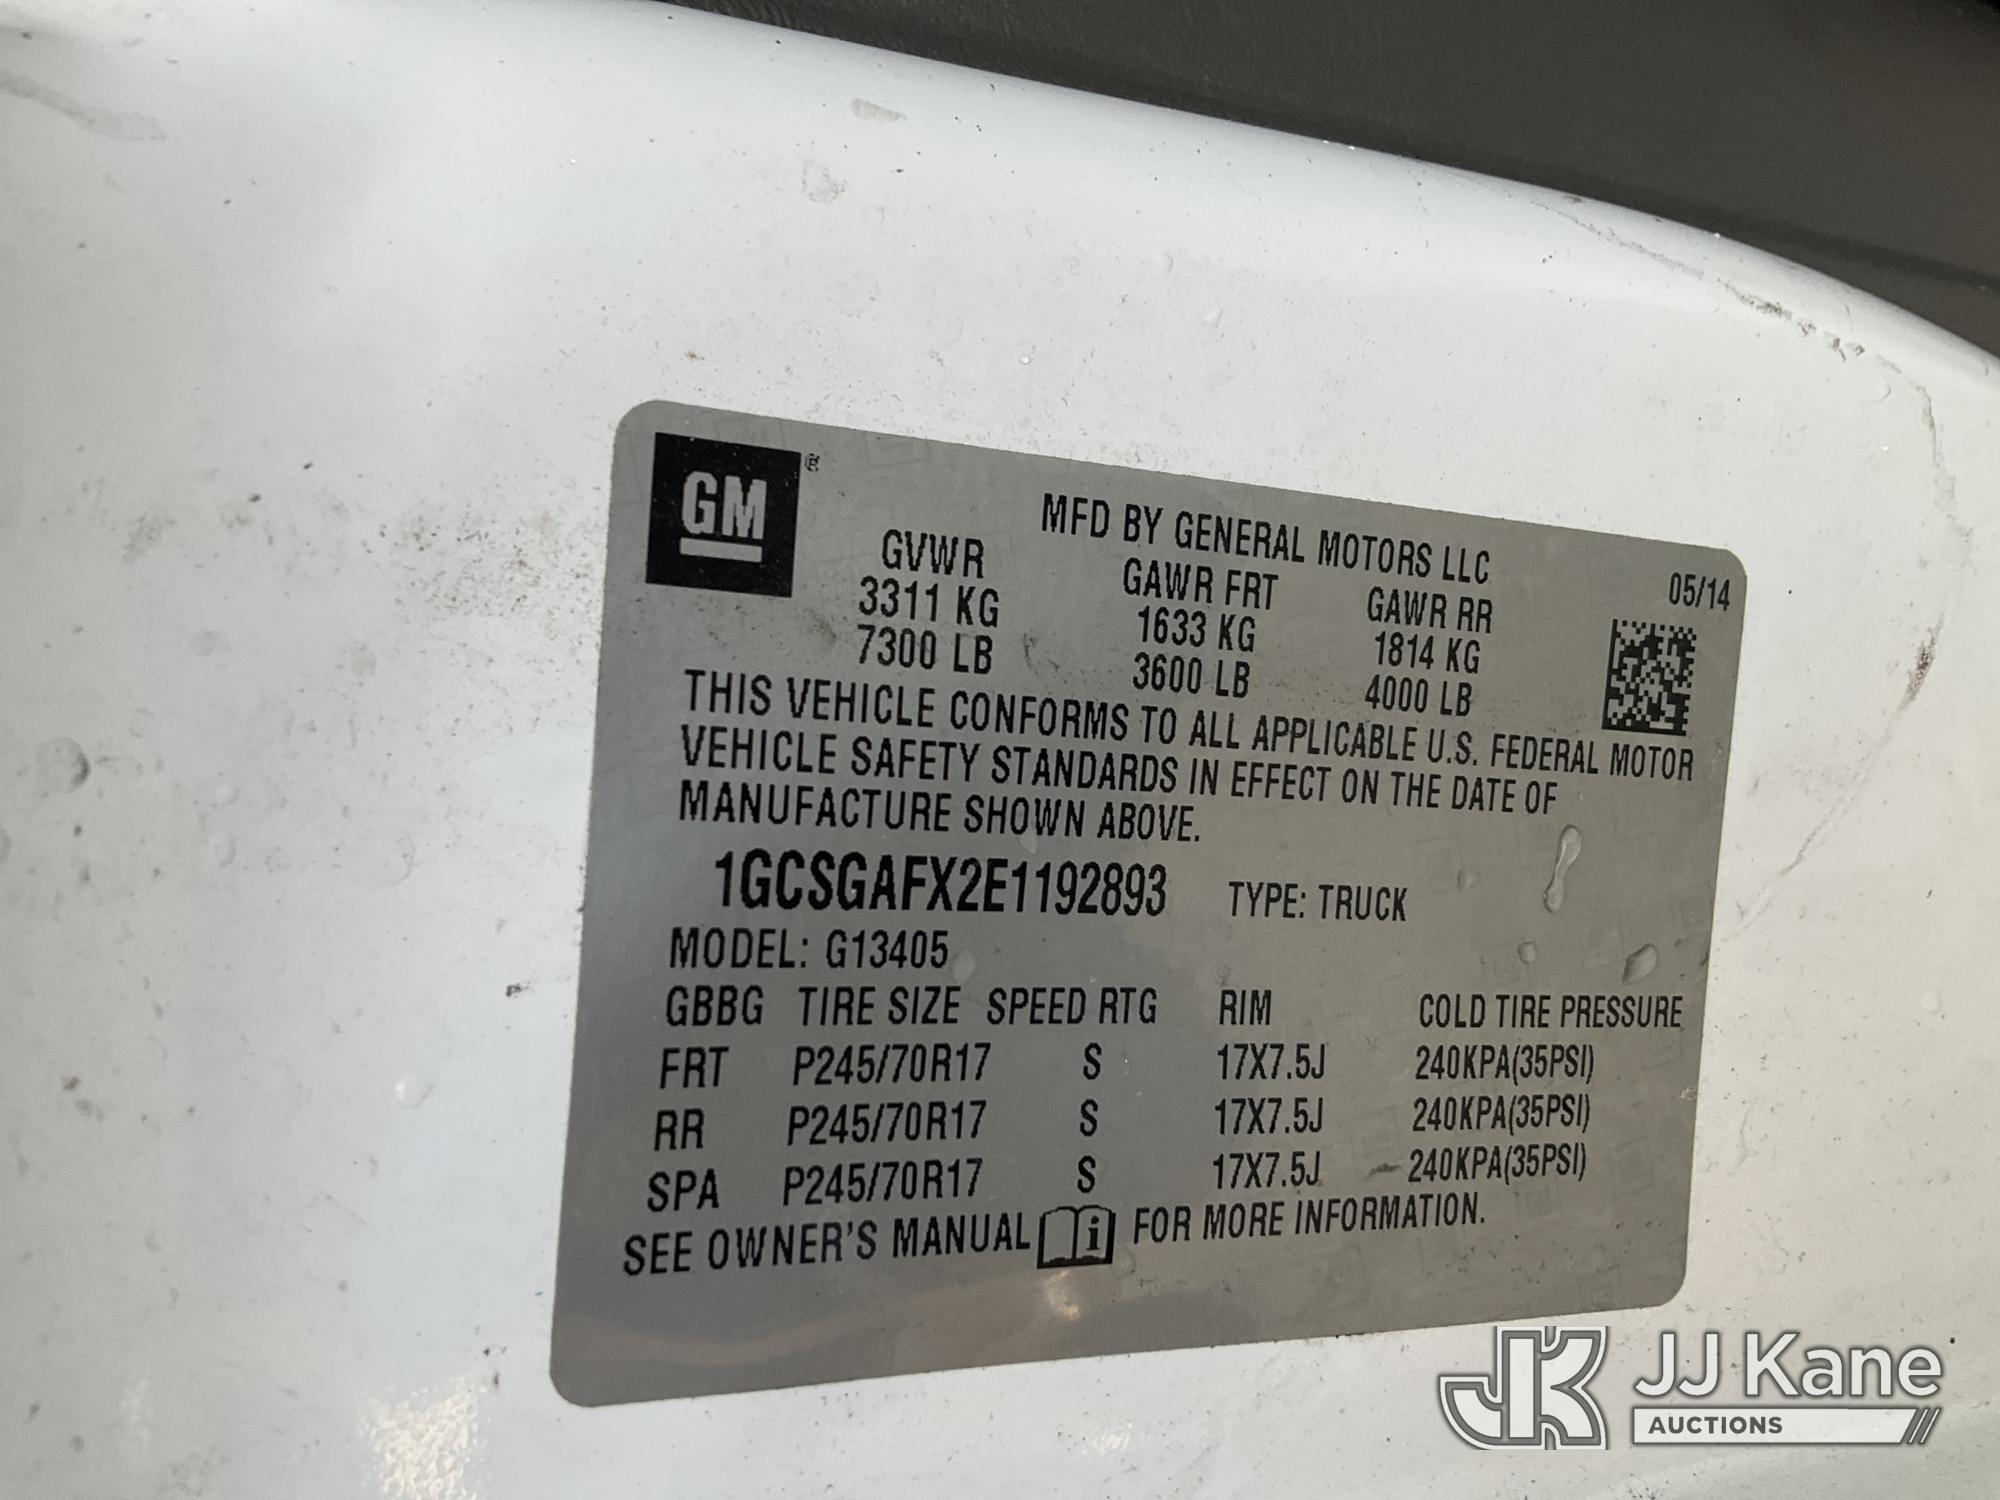 GM ®
MFD BY GENERAL MOTORS LLC
GVWR GAWR FRT GAWR RR 05/14
3311 KG 1633 KG 1814 KG
7300 LB 3600 LB 4000 LB
THIS VEHICLE CONFORMS TO ALL APPLICABLE U.S. FEDERAL MOTOR
VEHICLE SAFETY STANDARDS IN EFFECT ON THE DATE OF
MANUFACTURE SHOWN ABOVE.
1GCSGAFX2E1192893 TYPE: TRUCK
MODEL: G13405
GBBG TIRE SIZE SPEED RTG RIM COLD TIRE PRESSURE
FRT P245/70R17 S 17X7.5J 240KPA(35PSI)
RR P245/70R17 S 17X7.5J 240KPA(35PSI)
SPA P245/70R17 S 17X7.5J 240KPA(35PSI)
SEE OWNER'S MANUAL i FOR MORE INFORMATION.
JK JJ Kane
AUCTIONS